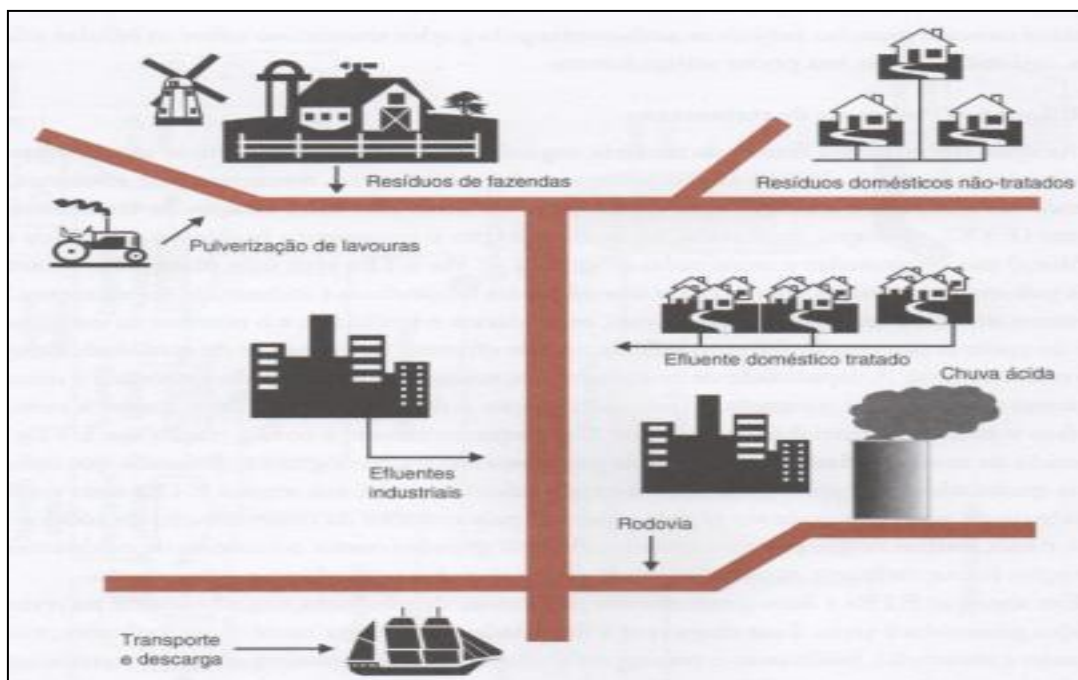 Resíduos de fazendas
Resíduos domésticos não-tratados
Pulverização de lavouras
Efluente doméstico tratado
Chuva ácida
Efluentes
industriais
Rodovia
Transporte
e descarga